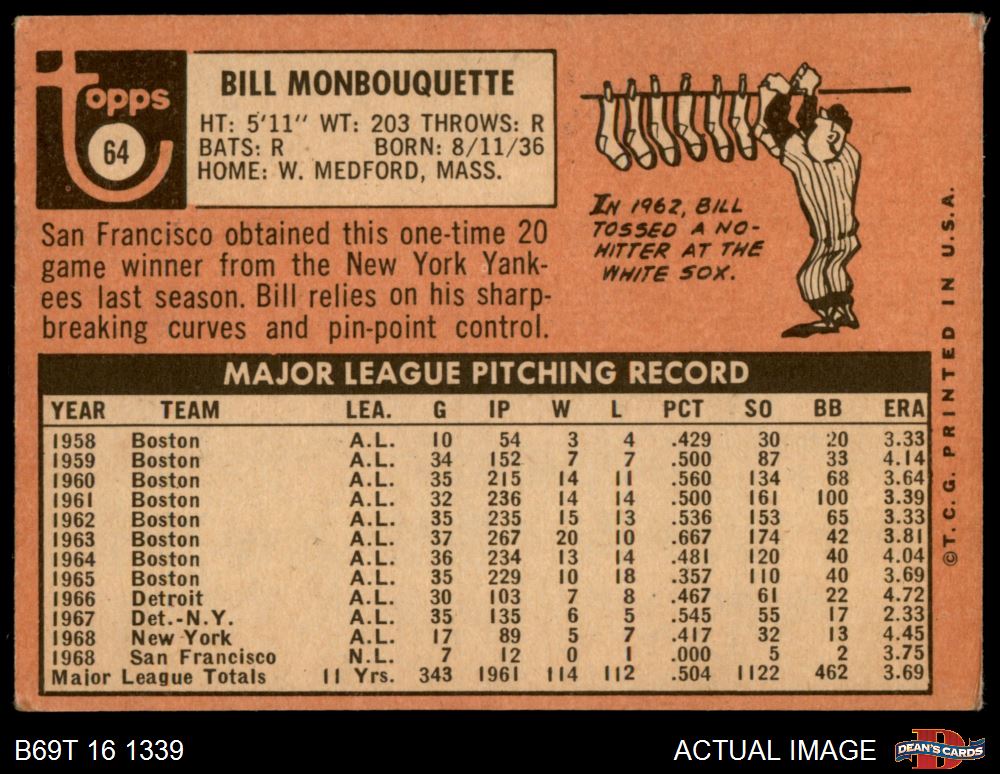 Topps
64
BILL MONBOUQUETTE
HT: 5'11" WT: 203 THROWS: R
BATS: R BORN: 8/11/36
HOME: W. MEDFORD, MASS.
San Francisco obtained this one-time 20
game winner from the New York Yank-
ees last season. Bill relies on his sharp-
breaking curves and pin-point control.
IN 1962, BILL
TOSSED A NO-
HITTER AT THE
WHITE SOX.
MAJOR LEAGUE PITCHING RECORD
YEAR TEAM LEA. G IP W L PCT SO BB ERA
1958 Boston A.L. 10 54 3 4 .429 30 20 3.33
1959 Boston A.L. 34 152 7 7 .500 87 33 4.14
1960 Boston A.L. 35 215 14 11 .560 134 68 3.64
1961 Boston A.L. 32 236 14 14 .500 161 100 3.39
1962 Boston A.L. 35 235 15 13 .536 153 65 3.33
1963 Boston A.L. 37 267 20 10 .667 174 42 3.81
1964 Boston A.L. 36 234 13 14 .481 120 40 4.04
1965 Boston A.L. 35 229 10 18 .357 110 40 3.69
1966 Detroit A.L. 30 103 7 8 .467 61 22 4.72
1967 Det.-N.Y. A.L. 35 135 6 5 .545 55 17 2.33
1968 New York A.L. 17 89 5 7 .417 32 13 4.45
1968 San Francisco N.L. 7 12 0 1 .000 5 2 3.75
Major League Totals 11 Yrs. 343 1961 114 112 .504 1122 462 3.69
©T.C.G. PRINTED IN U.S.A.
B69T 16 1339
ACTUAL IMAGE
DEAN'S CARDS